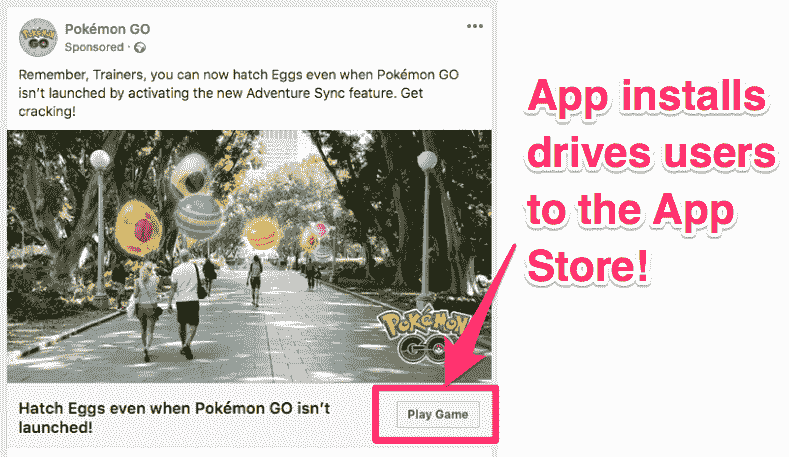 Pokémon GO
Sponsored ·
Remember, Trainers, you can now hatch Eggs even when Pokémon GO
isn't launched by activating the new Adventure Sync feature. Get
cracking!
POKÉMON
GO
Hatch Eggs even when Pokémon GO isn't
launched!
Play Game
App installs
drives users
to the App
Store!